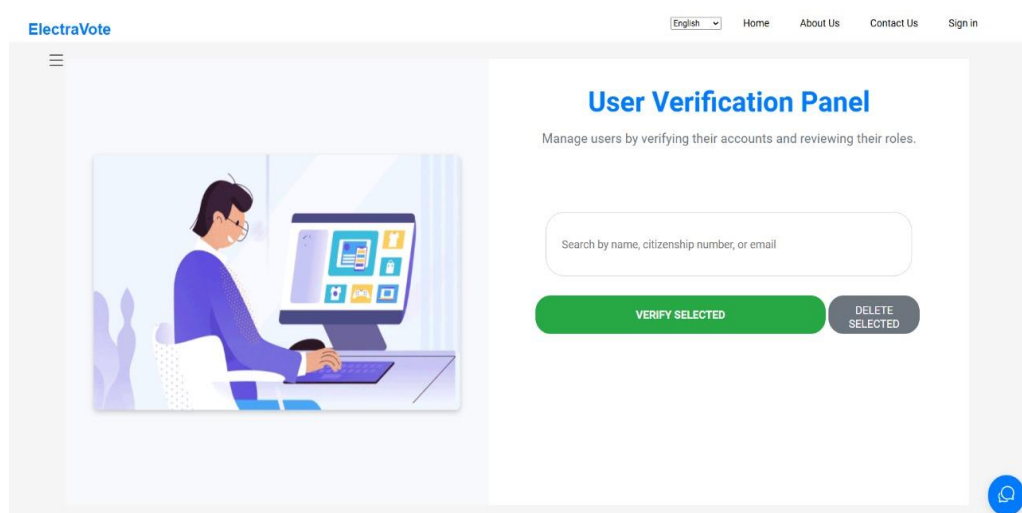 ElectraVote
English
Home
About Us
Contact Us
Sign in
User Verification Panel
Manage users by verifying their accounts and reviewing their roles.
Search by name, citizenship number, or email
VERIFY SELECTED
DELETE
SELECTED